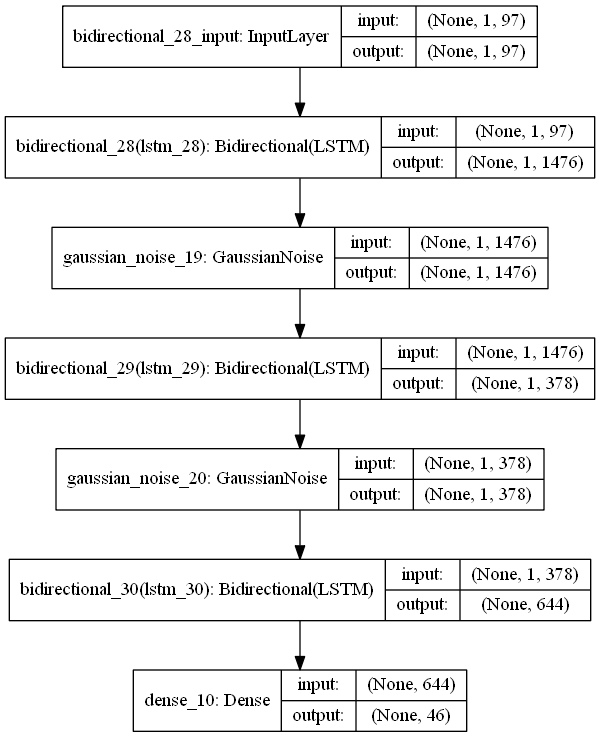 bidirectional_28_input: InputLayer
input: (None, 1, 97)
output: (None, 1, 97)
bidirectional_28(lstm_28): Bidirectional(LSTM)
input: (None, 1, 97)
output: (None, 1, 1476)
gaussian_noise_19: GaussianNoise
input: (None, 1, 1476)
output: (None, 1, 1476)
bidirectional_29(lstm_29): Bidirectional(LSTM)
input: (None, 1, 1476)
output: (None, 1, 378)
gaussian_noise_20: GaussianNoise
input: (None, 1, 378)
output: (None, 1, 378)
bidirectional_30(lstm_30): Bidirectional(LSTM)
input: (None, 1, 378)
output: (None, 644)
dense_10: Dense
input: (None, 644)
output: (None, 46)